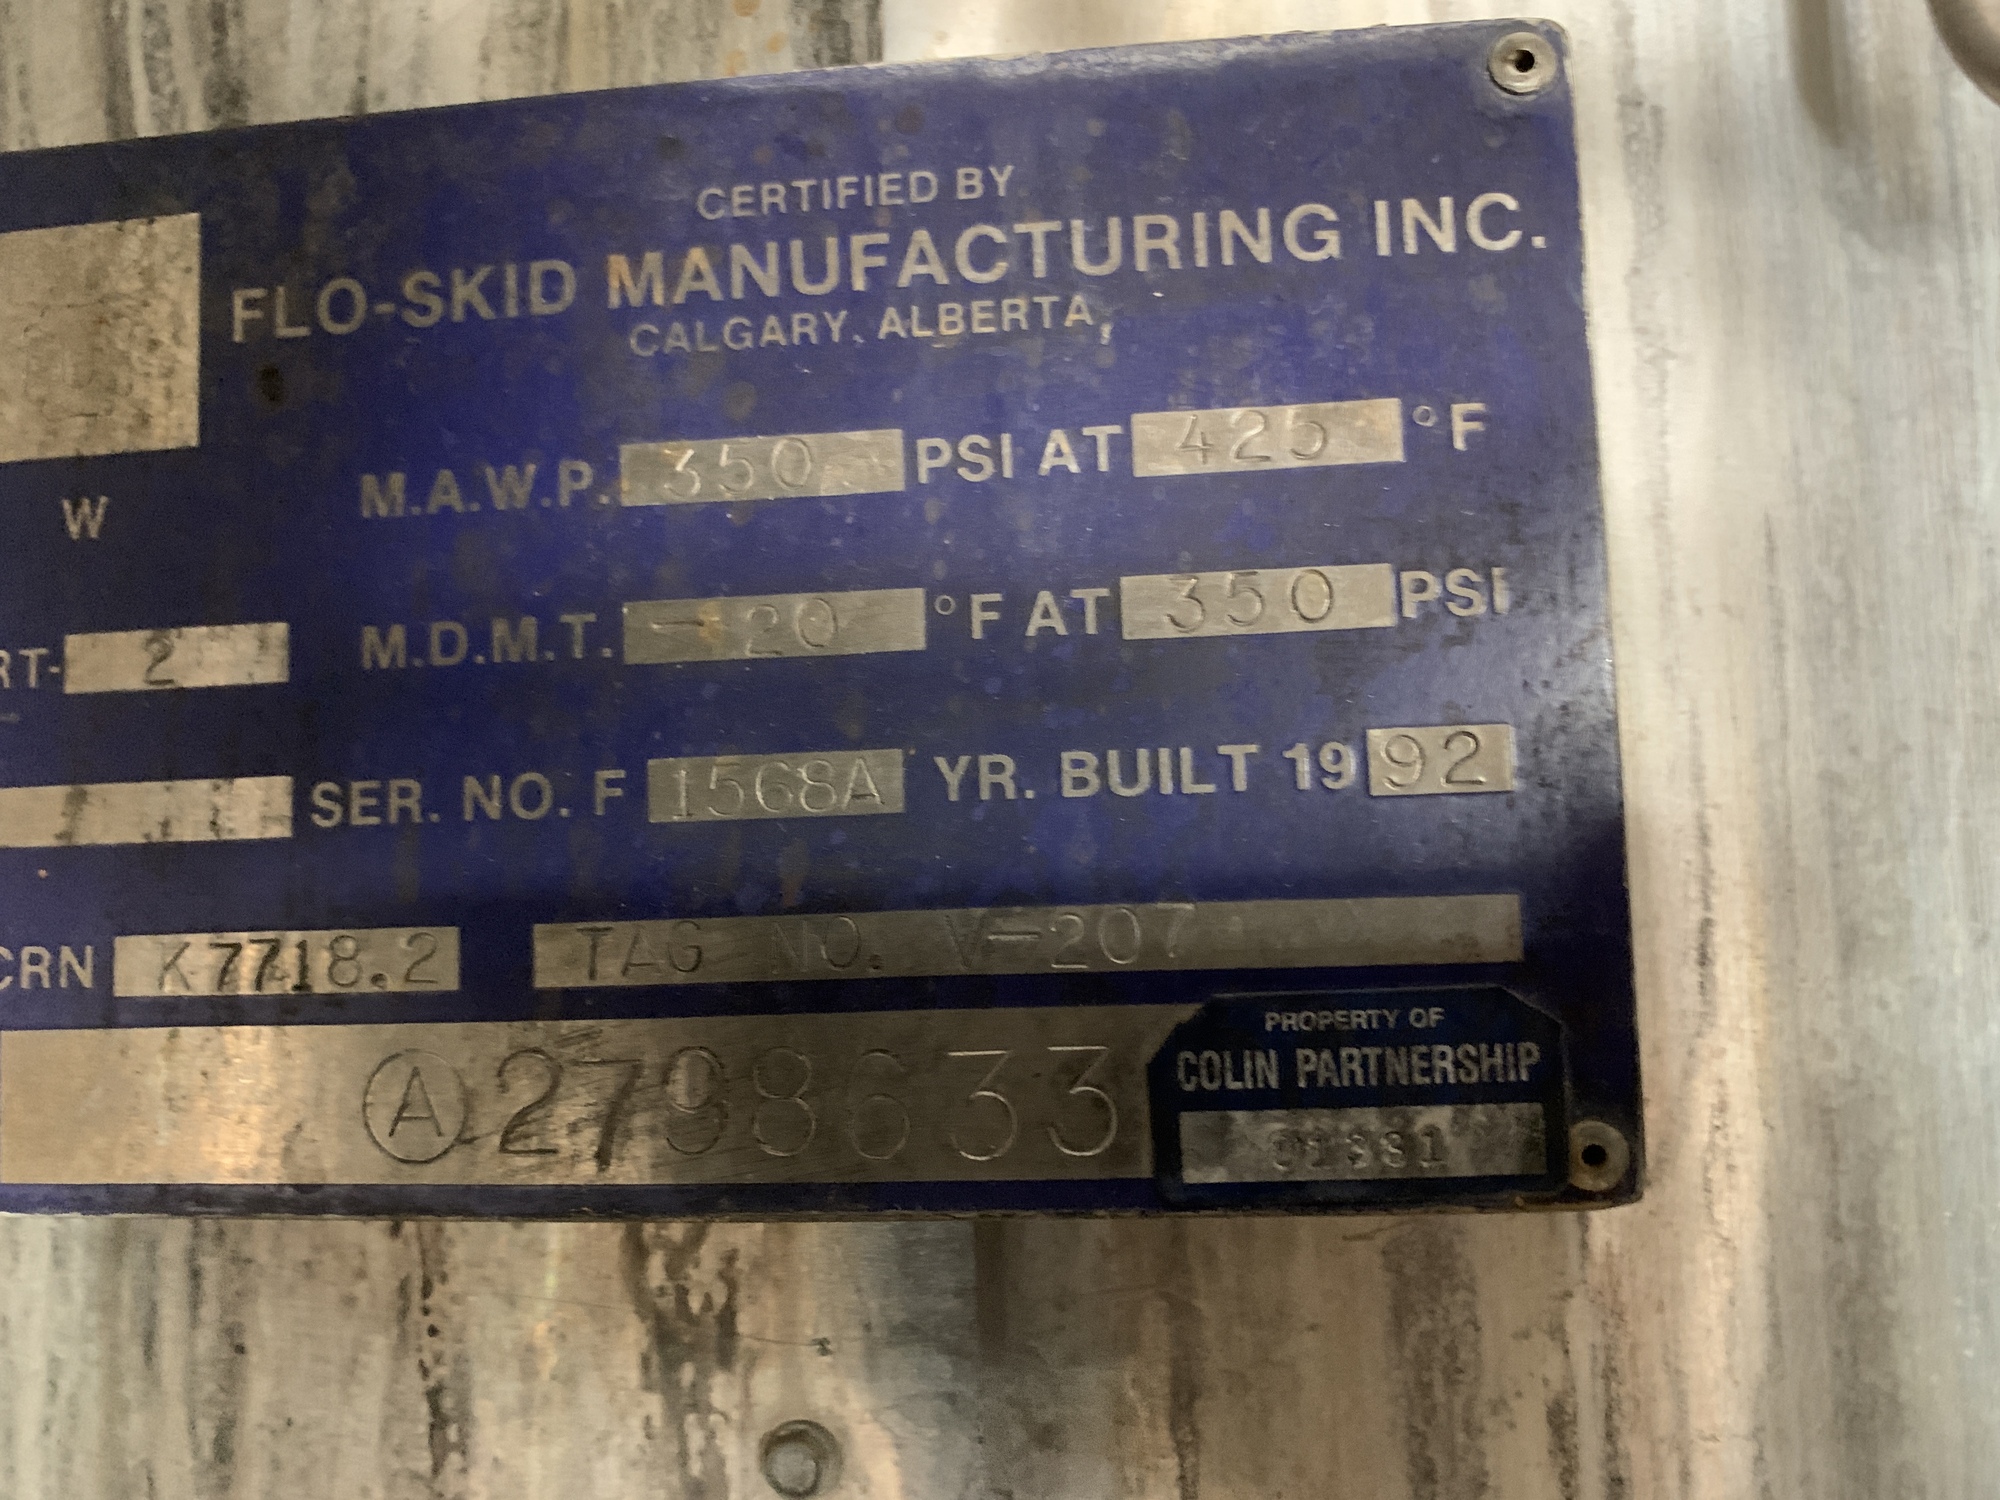 CERTIFIED BY
FLO-SKID MANUFACTURING INC.
CALGARY, ALBERTA,
M.A.W.P. 350 PSI AT 425 °F
W
M.D.M.T. -20 °F AT 350 PSI
RT- 2
SER. NO. F 1568A YR. BUILT 1992
CRN K7718.2 TAG NO. V-207
A 2798633
PROPERTY OF
COLIN PARTNERSHIP